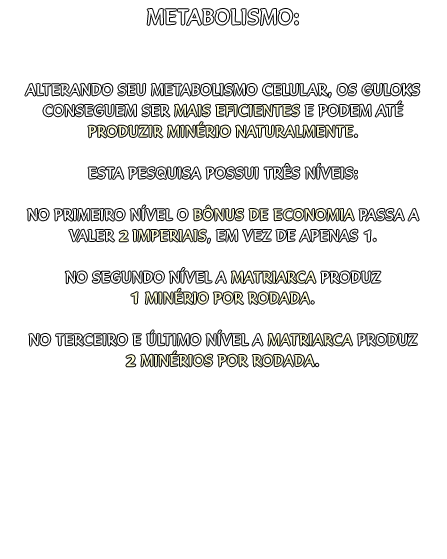 METABOLISMO:
ALTERANDO SEU METABOLISMO CELULAR, OS GULOKS
CONSEGUEM SER MAIS EFICIENTES E PODEM ATÉ
PRODUZIR MINÉRIO NATURALMENTE.
ESTA PESQUISA POSSUI TRÊS NÍVEIS:
NO PRIMEIRO NÍVEL O BÔNUS DE ECONOMIA PASSA A
VALER 2 IMPERIAIS, EM VEZ DE APENAS 1.
NO SEGUNDO NÍVEL A MATRIARCA PRODUZ
1 MINÉRIO POR RODADA.
NO TERCEIRO E ÚLTIMO NÍVEL A MATRIARCA PRODUZ
2 MINÉRIOS POR RODADA.